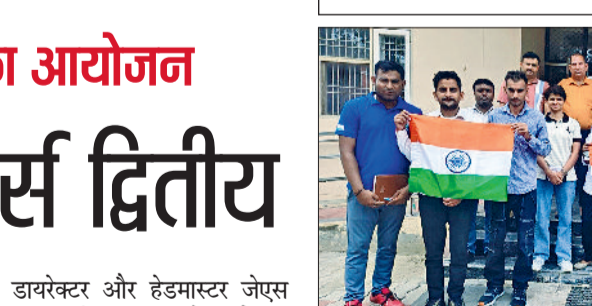 आयोजन
र्स द्वितीय
डायरेक्टर और हेडमास्टर जेएस